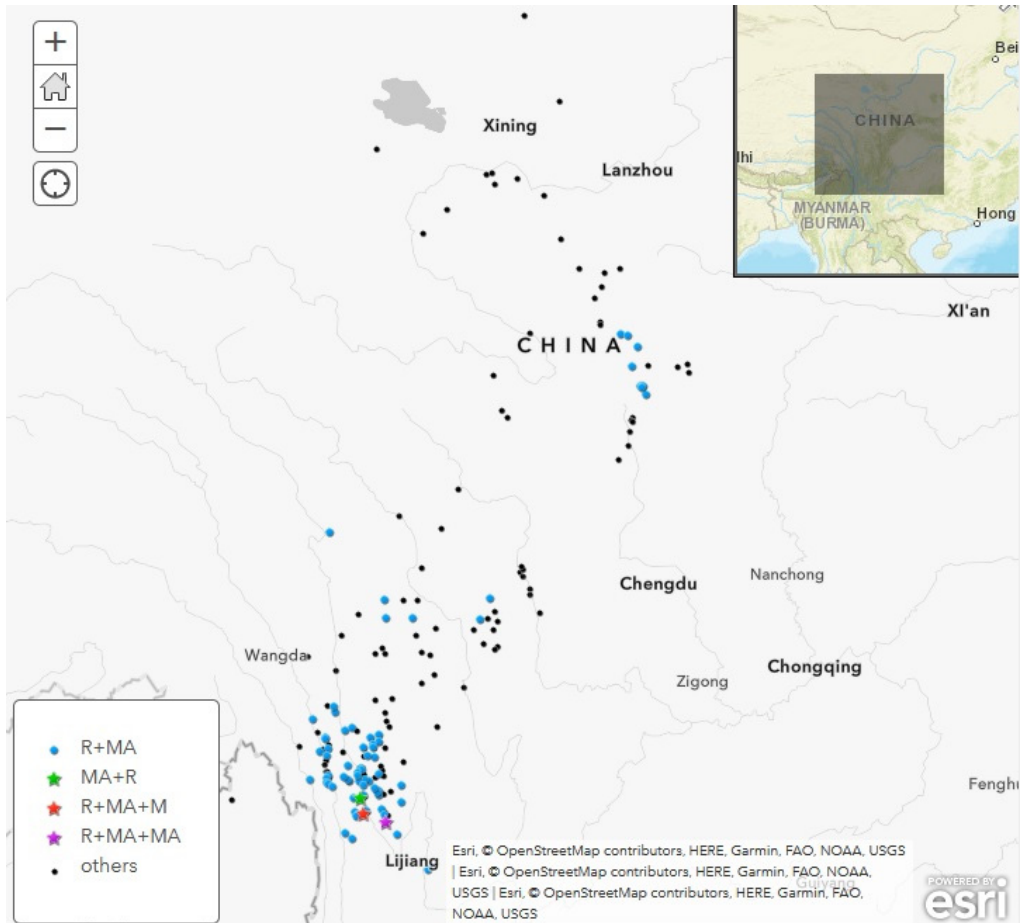 +
−
Bei
CHINA
lhi
MYANMAR
(BURMA)
Hong
Xining
Lanzhou
XI'an
CHINA
Chengdu
Nanchong
Wangda
Chongqing
Zigong
R+MA
MA+R
R+MA+M
R+MA+MA
others
Fenghu
Lijiang
Esri, © OpenStreetMap contributors, HERE, Garmin, FAO, NOAA, USGS
| Esri, © OpenStreetMap contributors, HERE, Garmin, FAO, NOAA,
USGS | Esri, © OpenStreetMap contributors, HERE, Garmin, FAO,
NOAA, USGS
Guiyang
POWERED BY
esri